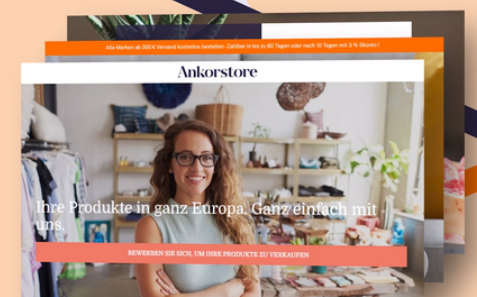 Alle Marken ab 300 € Versand kostenlos bestellen - Zahlbar in bis zu 60 Tagen oder nach 10 Tagen mit 3 % Skonto!
Ankorstore
Ihre Produkte in ganz Europa. Ganz einfach mit
uns.
BEWERBEN SIE SICH, UM IHRE PRODUKTE ZU VERKAUFEN